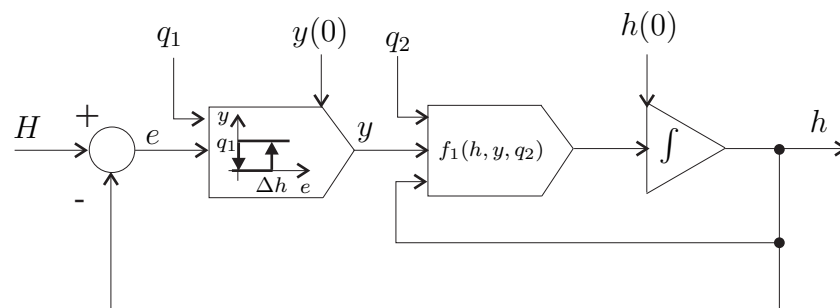 q₁
y(0)
q₂
h(0)
H
+
-
e
y
q₁
Δh
e
y
f₁(h, y, q₂)
∫
h